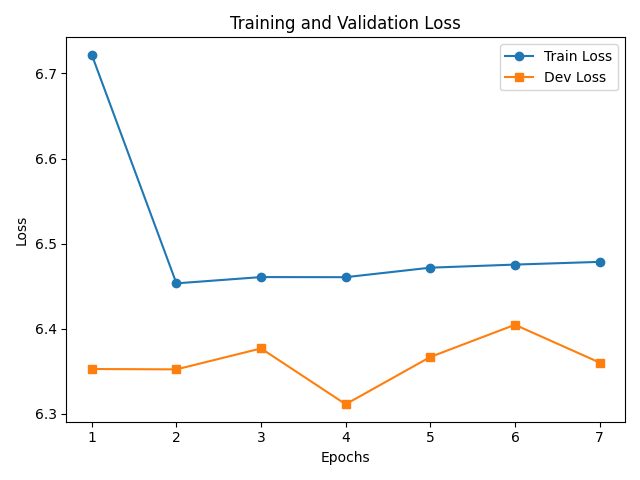 Training and Validation Loss
Train Loss
Dev Loss
6.7
6.6
6.5
6.4
6.3
Loss
1 2 3 4 5 6 7
Epochs